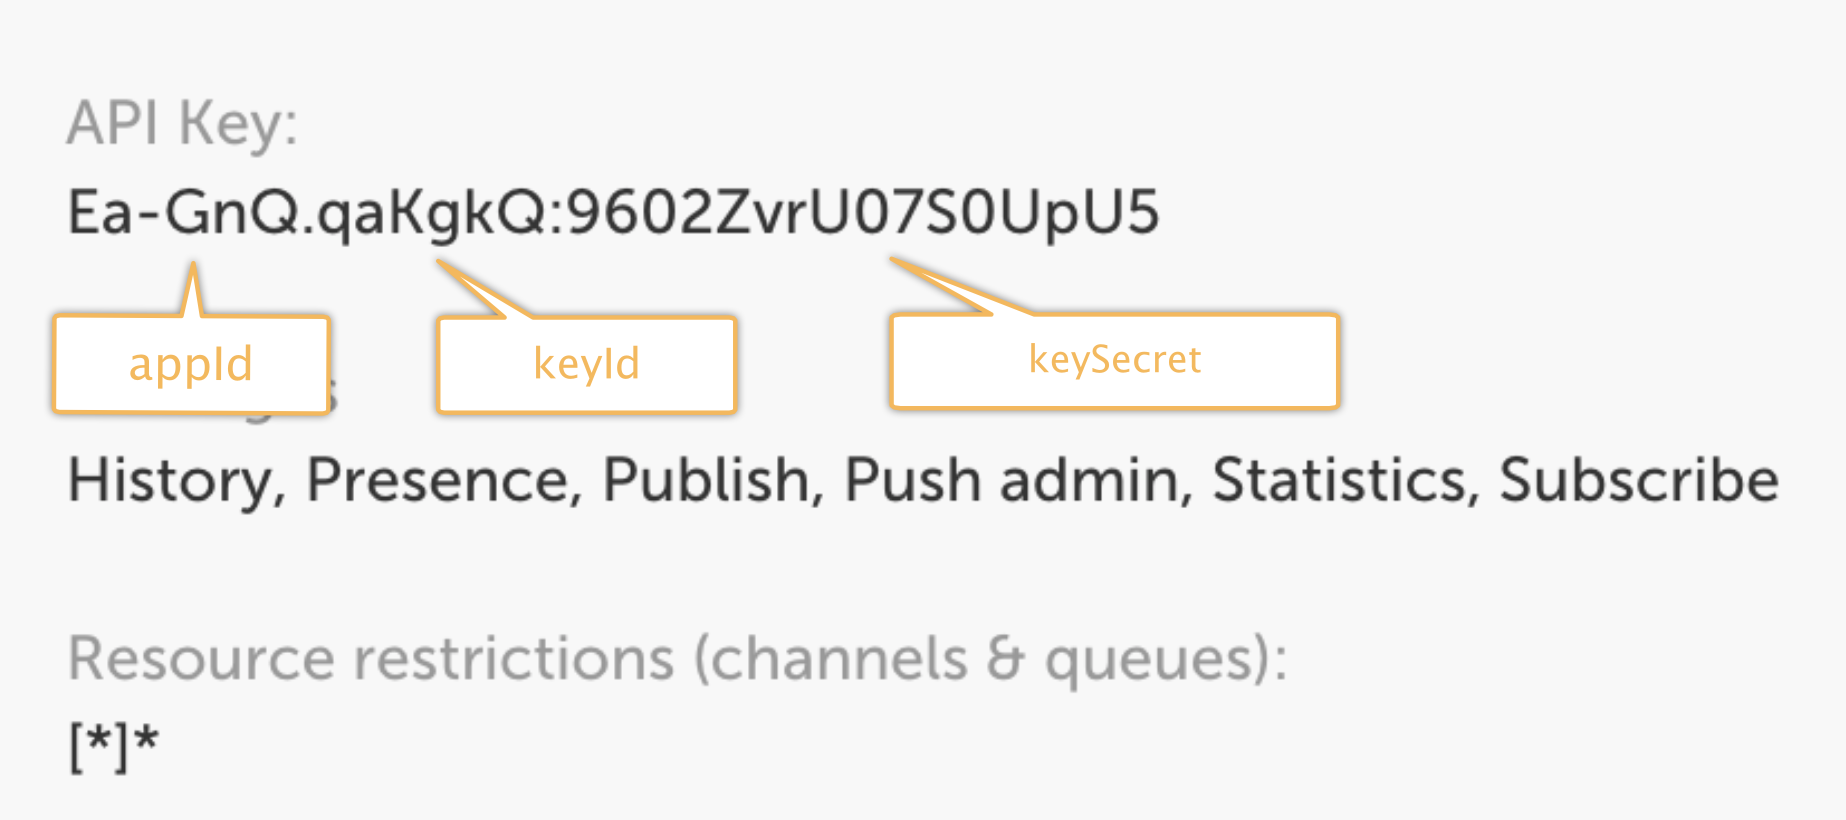 API Key:
Ea-GnQ.qaKgkQ:9602ZvrU07S0UpU5
appId keyId keySecret
History, Presence, Publish, Push admin, Statistics, Subscribe
Resource restrictions (channels & queues):
[*]*